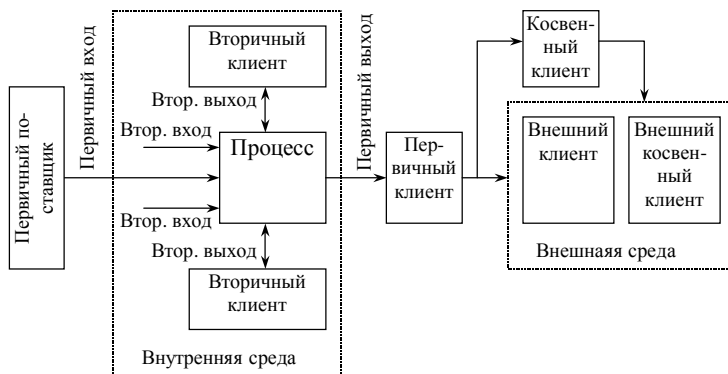 Первичный по-
ставщик
Первичный вход
Вторичный
клиент
Втор. выход
Втор. вход
Процесс
Втор. вход
Втор. выход
Вторичный
клиент
Внутренняя среда
Первичный выход
Пер-
вичный
клиент
Косвен-
ный
клиент
Внешний
клиент
Внешний
косвен-
ный
клиент
Внешнаяя среда